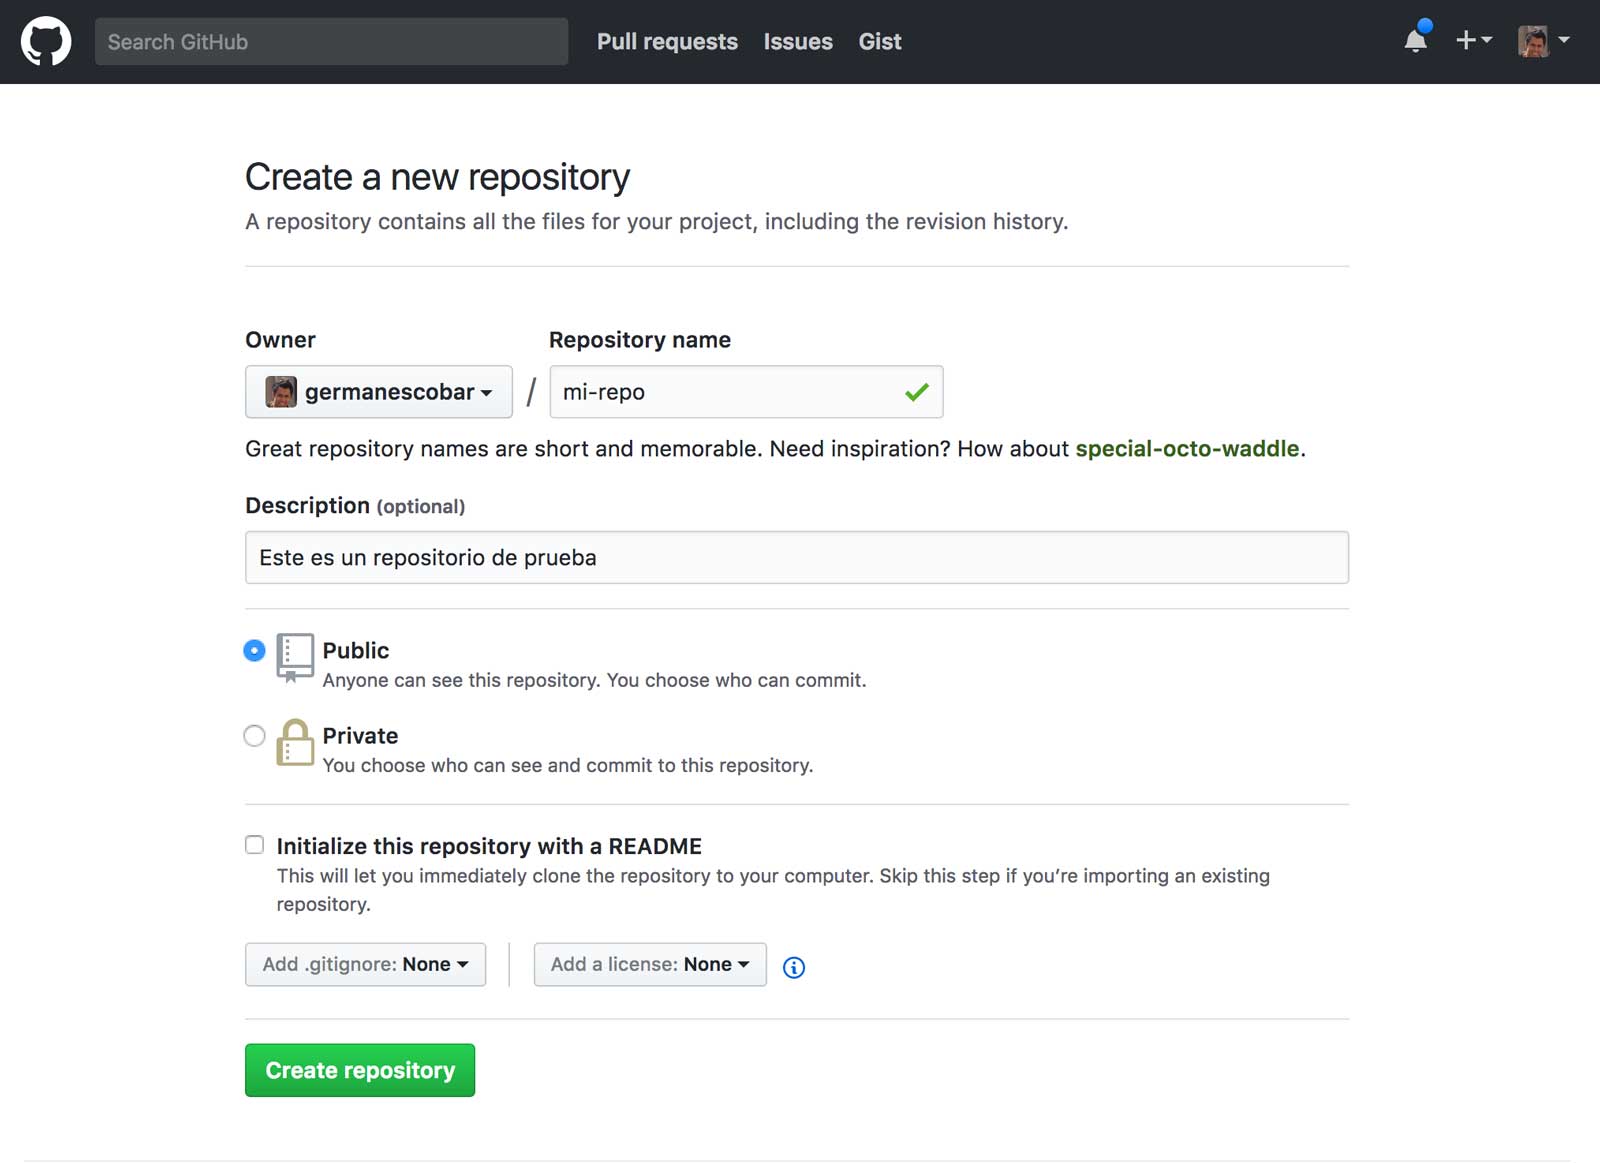 Search GitHub Pull requests Issues Gist
Create a new repository
A repository contains all the files for your project, including the revision history.
Owner Repository name
germanescobar / mi-repo
Great repository names are short and memorable. Need inspiration? How about special-octo-waddle.
Description (optional)
Este es un repositorio de prueba
Public
Anyone can see this repository. You choose who can commit.
Private
You choose who can see and commit to this repository.
Initialize this repository with a README
This will let you immediately clone the repository to your computer. Skip this step if you’re importing an existing
repository.
Add .gitignore: None Add a license: None
Create repository